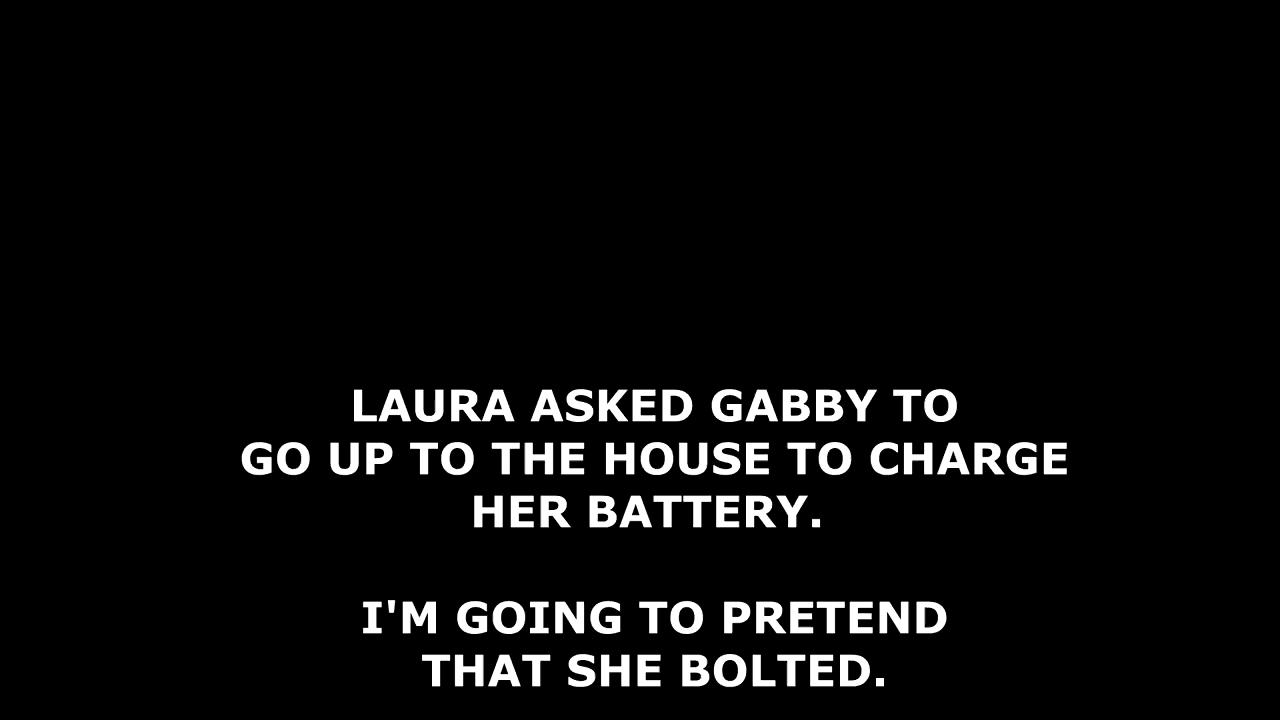 LAURA ASKED GABBY TO
GO UP TO THE HOUSE TO CHARGE
HER BATTERY.
I'M GOING TO PRETEND
THAT SHE BOLTED.